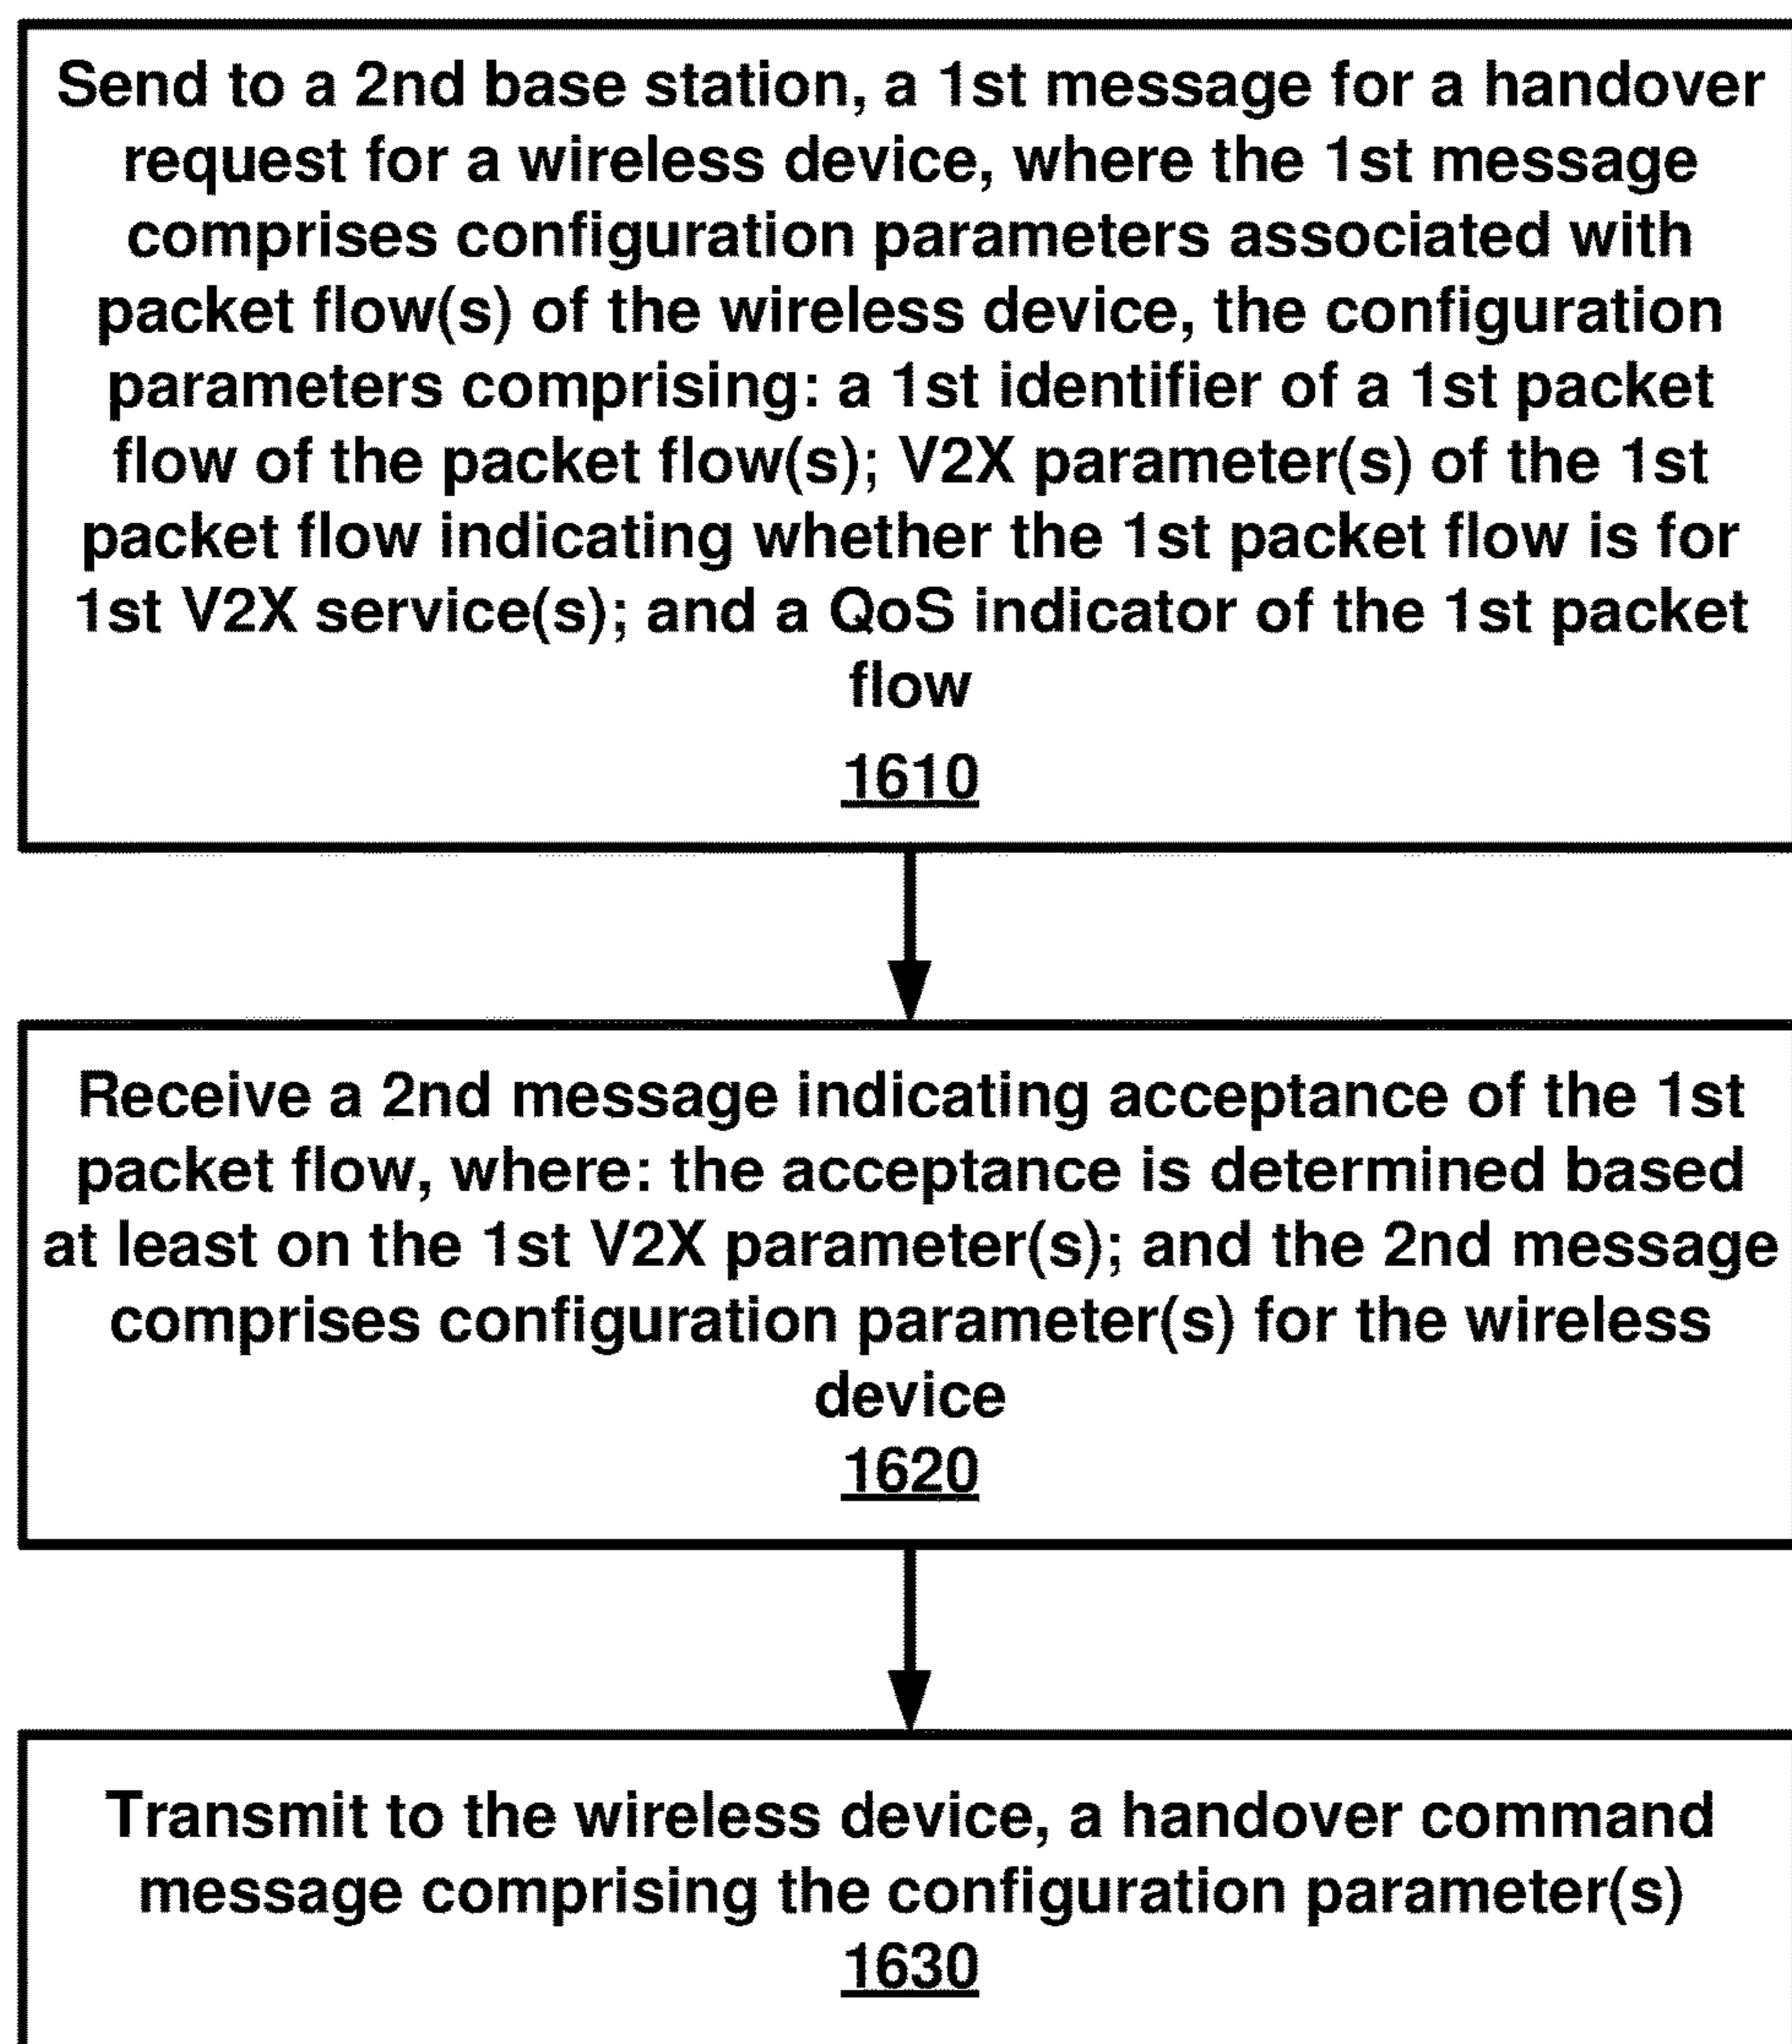 Send to a 2nd base station, a 1st message for a handover
request for a wireless device, where the 1st message
comprises configuration parameters associated with
packet flow(s) of the wireless device, the configuration
parameters comprising: a 1st identifier of a 1st packet
flow of the packet flow(s); V2X parameter(s) of the 1st
packet flow indicating whether the 1st packet flow is for
1st V2X service(s); and a QoS indicator of the 1st packet
flow
1610
Receive a 2nd message indicating acceptance of the 1st
packet flow, where: the acceptance is determined based
at least on the 1st V2X parameter(s); and the 2nd message
comprises configuration parameter(s) for the wireless
device
1620
Transmit to the wireless device, a handover command
message comprising the configuration parameter(s)
1630